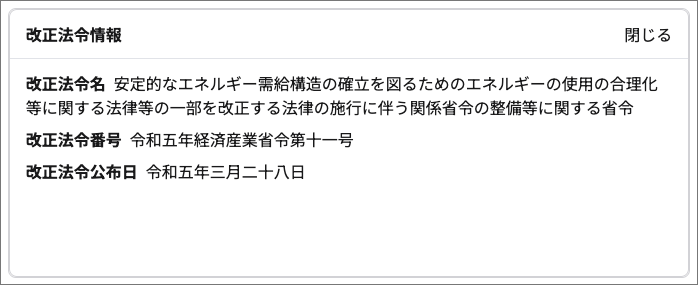 改正法令情報 閉じる
改正法令名 安定的なエネルギー需給構造の確立を図るためのエネルギーの使用の合理化
等に関する法律等の一部を改正する法律の施行に伴う関係省令の整備等に関する省令
改正法令番号 令和五年経済産業省令第十一号
改正法令公布日 令和五年三月二十八日